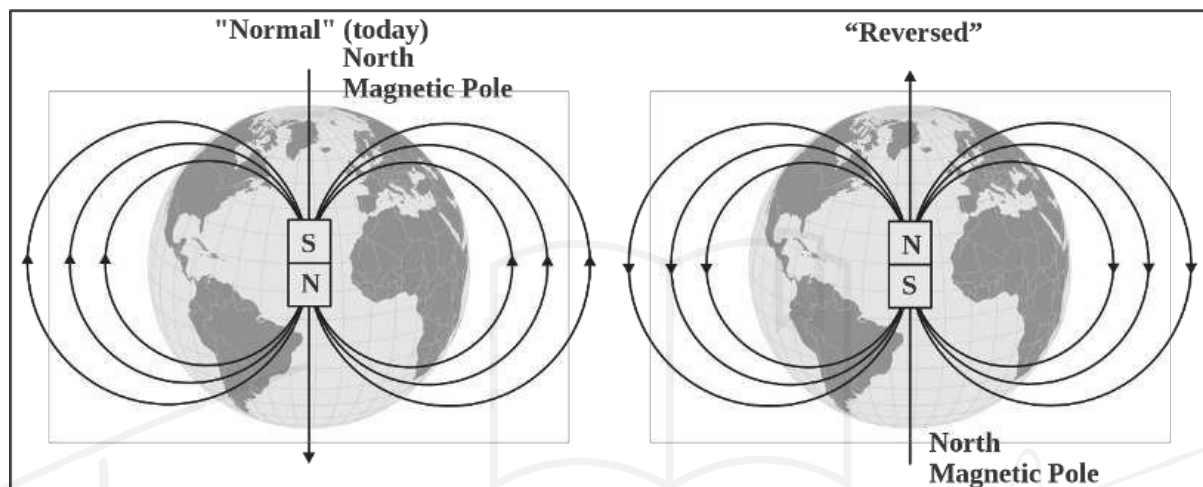 "Normal" (today)
North
Magnetic Pole
S
N
“Reversed”
N
S
North
Magnetic Pole